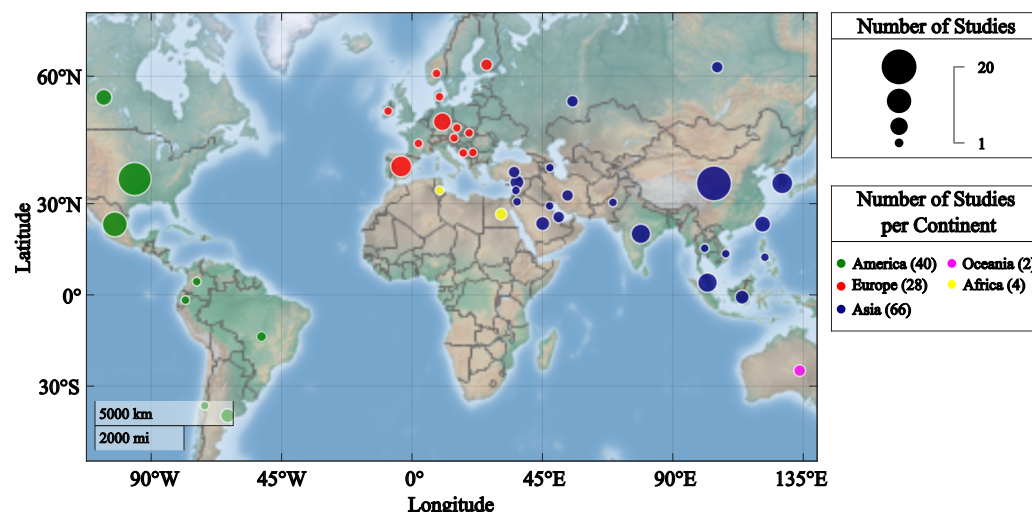 60°N
30°N
0°
30°S
Latitude
5000 km
2000 mi
90°W
45°W
0°
45°E
90°E
135°E
Longitude
Number of Studies
20
1
Number of Studies
per Continent
America (40)
Oceania (2)
Europe (28)
Africa (4)
Asia (66)